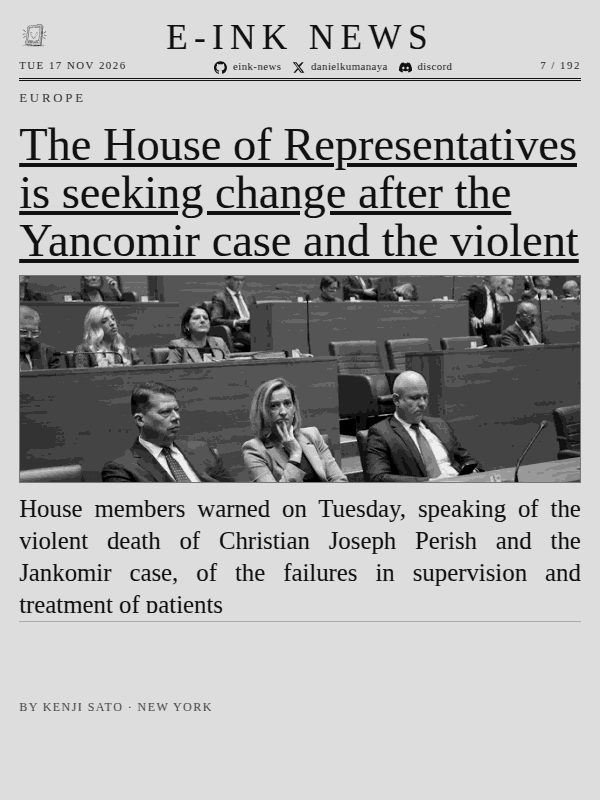 E-INK NEWS
TUE 17 NOV 2026
eink-news
danielkumanaya
discord
7 / 192
EUROPE
The House of Representatives
is seeking change after the
Yancomir case and the violent
House members warned on Tuesday, speaking of the
violent death of Christian Joseph Perish and the
Jankomir case, of the failures in supervision and
treatment of patients
BY KENJI SATO · NEW YORK